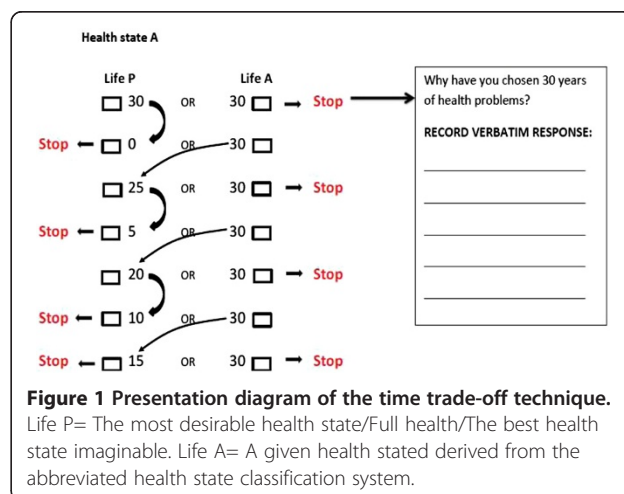 Health state A
Life P Life A
30 OR 30 Stop
Stop 0 OR 30
25 OR 30 Stop
Stop 5 OR 30
20 OR 30 Stop
Stop 10 OR 30
Stop 15 OR 30 Stop
Why have you chosen 30 years
of health problems?
RECORD VERBATIM RESPONSE:
Figure 1 Presentation diagram of the time trade-off technique.
Life P= The most desirable health state/Full health/The best health
state imaginable. Life A= A given health stated derived from the
abbreviated health state classification system.